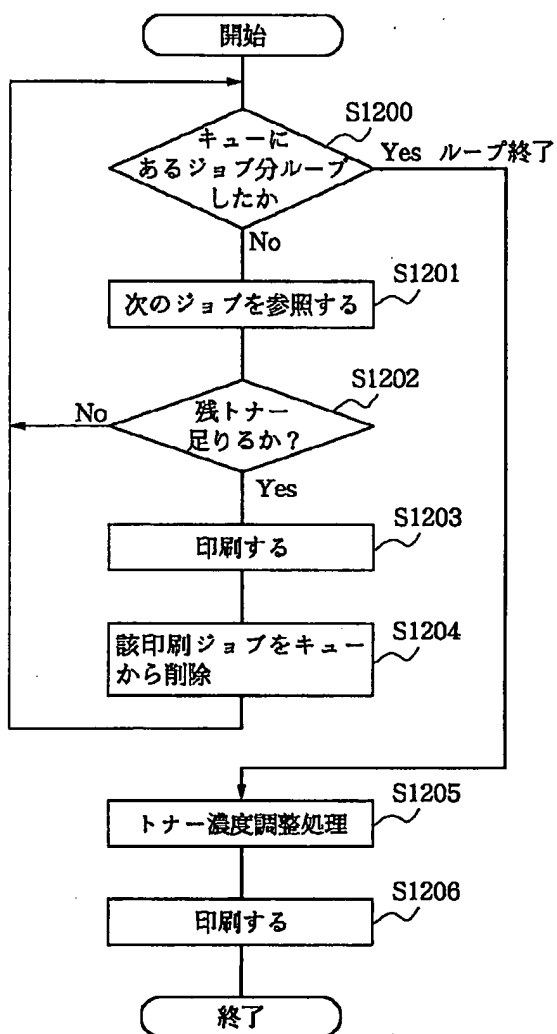 開始
S1200
キューに
あるジョブ分ループ
したか
Yes ループ終了
No
S1201
次のジョブを参照する
S1202
No
残トナー
足りるか？
Yes
S1203
印刷する
S1204
該印刷ジョブをキュー
から削除
S1205
トナー濃度調整処理
S1206
印刷する
終了